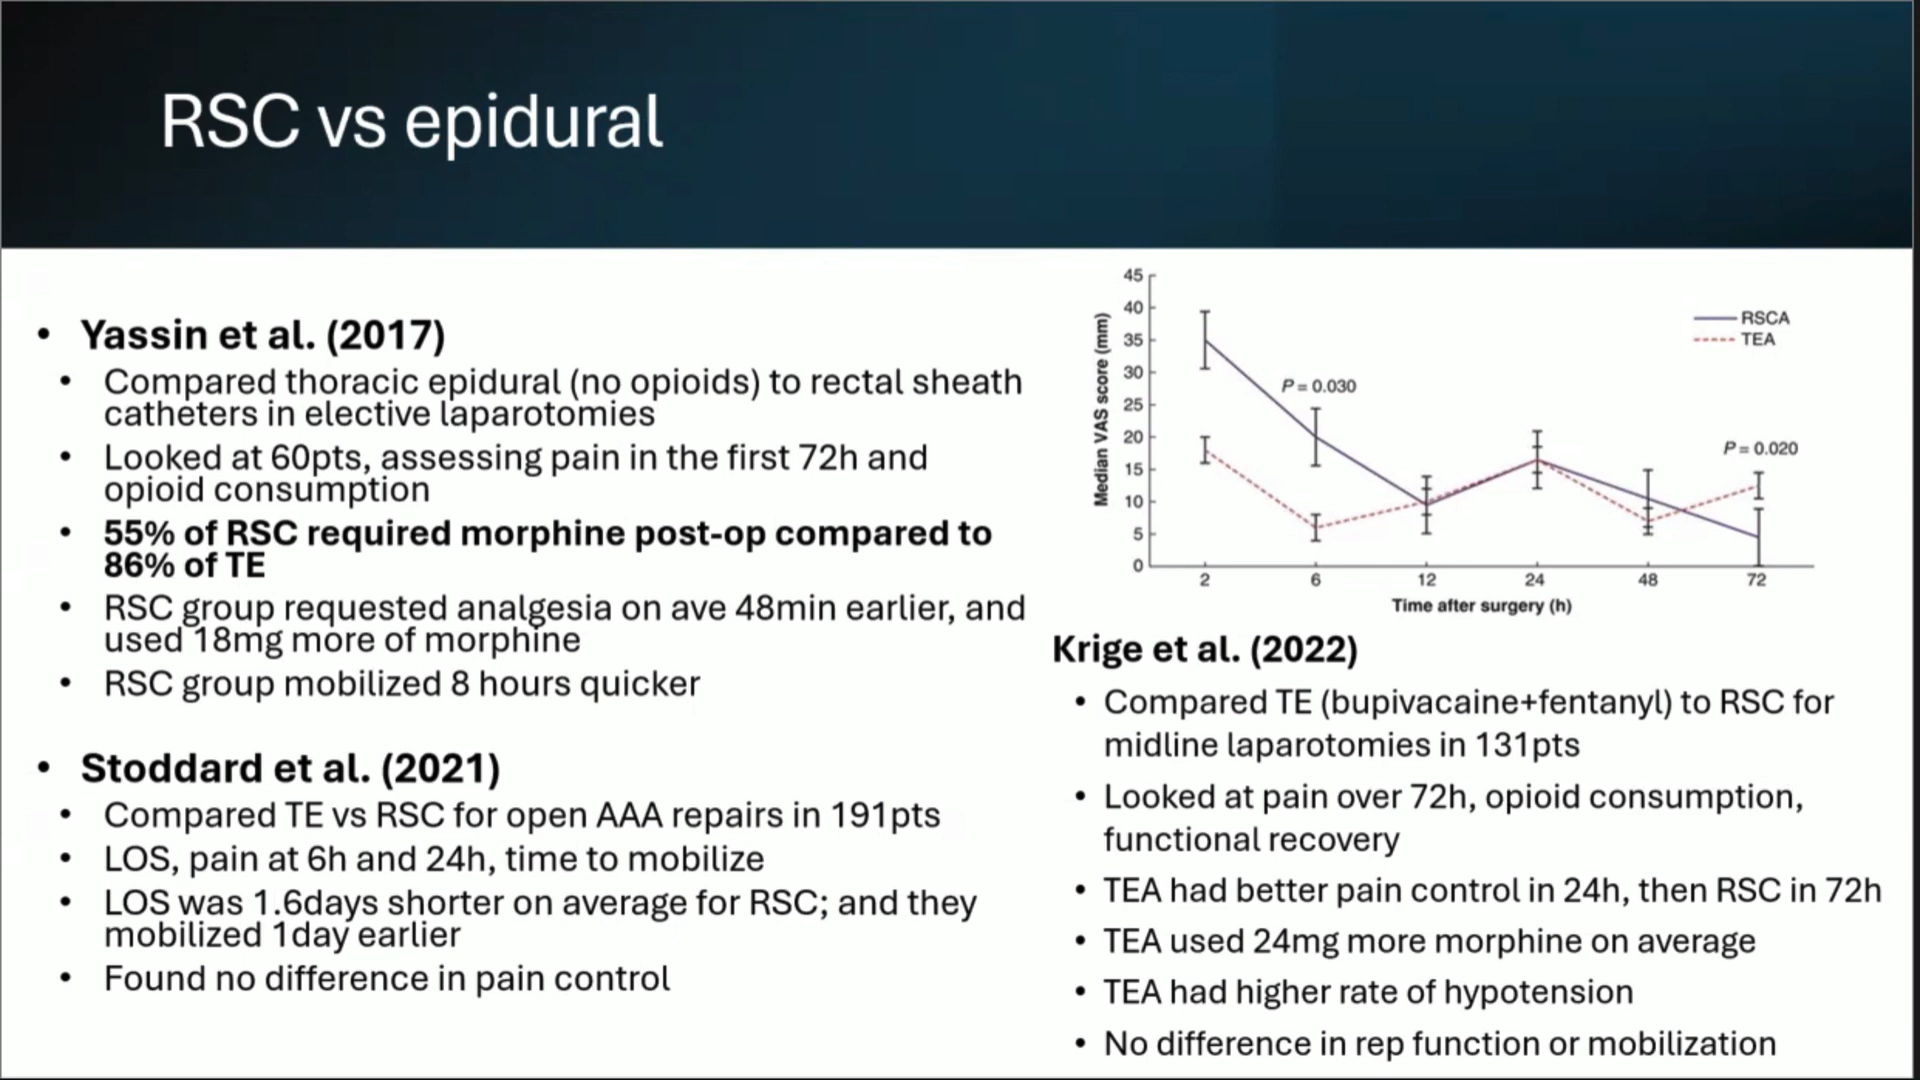 RSC vs epidural
• Yassin et al. (2017)
• Compared thoracic epidural (no opioids) to rectal sheath
catheters in elective laparotomies
• Looked at 60pts, assessing pain in the first 72h and
opioid consumption
• 55% of RSC required morphine post-op compared to
86% of TE
• RSC group requested analgesia on ave 48min earlier, and
used 18mg more of morphine
• RSC group mobilized 8 hours quicker
• Stoddard et al. (2021)
• Compared TE vs RSC for open AAA repairs in 191pts
• LOS, pain at 6h and 24h, time to mobilize
• LOS was 1.6days shorter on average for RSC; and they
mobilized 1day earlier
• Found no difference in pain control
Median VAS score (mm)
45
40
35
30
25
20
15
10
5
0
RSCA
TEA
P = 0.030
P = 0.020
2 6 12 24 48 72
Time after surgery (h)
Krige et al. (2022)
• Compared TE (bupivacaine+fentanyl) to RSC for
midline laparotomies in 131pts
• Looked at pain over 72h, opioid consumption,
functional recovery
• TEA had better pain control in 24h, then RSC in 72h
• TEA used 24mg more morphine on average
• TEA had higher rate of hypotension
• No difference in rep function or mobilization